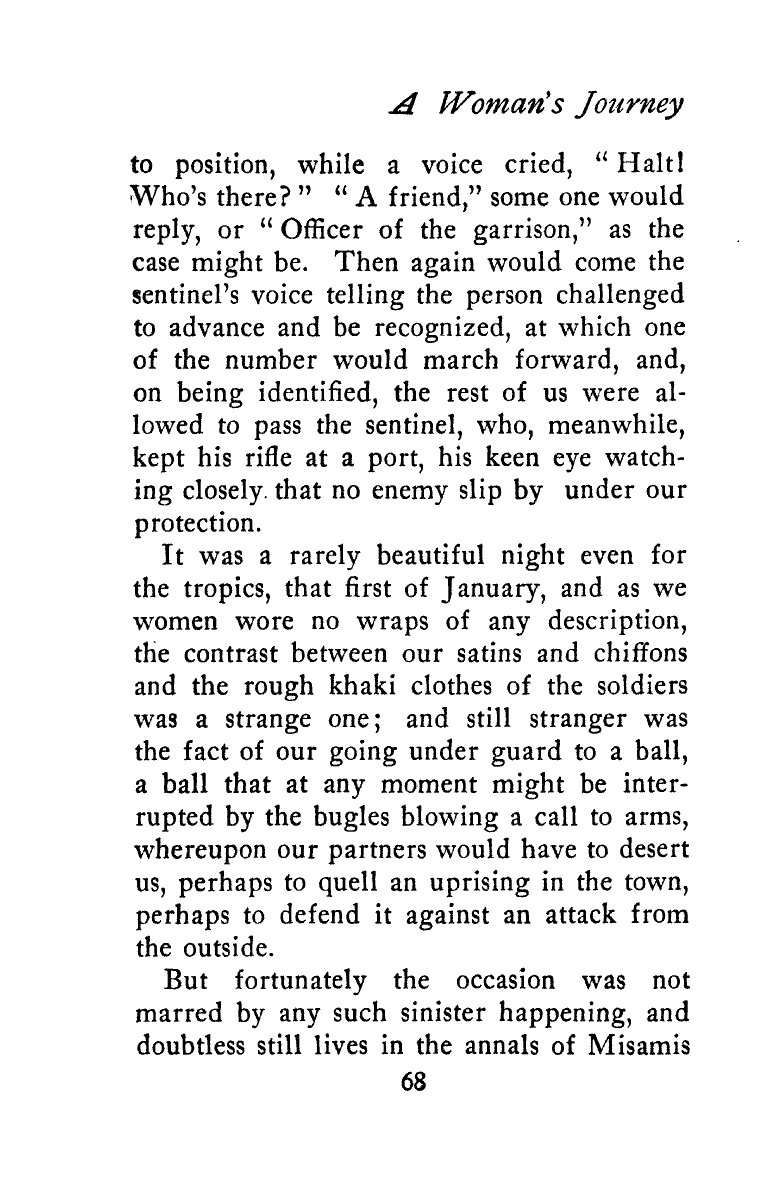 A Woman's Journey
to position, while a voice cried, “ Halt!
Who's there? ” “ A friend,” some one would
reply, or “ Officer of the garrison,” as the
case might be. Then again would come the
sentinel's voice telling the person challenged
to advance and be recognized, at which one
of the number would march forward, and,
on being identified, the rest of us were al-
lowed to pass the sentinel, who, meanwhile,
kept his rifle at a port, his keen eye watch-
ing closely that no enemy slip by under our
protection.
It was a rarely beautiful night even for
the tropics, that first of January, and as we
women wore no wraps of any description,
the contrast between our satins and chiffons
and the rough khaki clothes of the soldiers
was a strange one; and still stranger was
the fact of our going under guard to a ball,
a ball that at any moment might be inter-
rupted by the bugles blowing a call to arms,
whereupon our partners would have to desert
us, perhaps to quell an uprising in the town,
perhaps to defend it against an attack from
the outside.
But fortunately the occasion was not
marred by any such sinister happening, and
doubtless still lives in the annals of Misamis
68